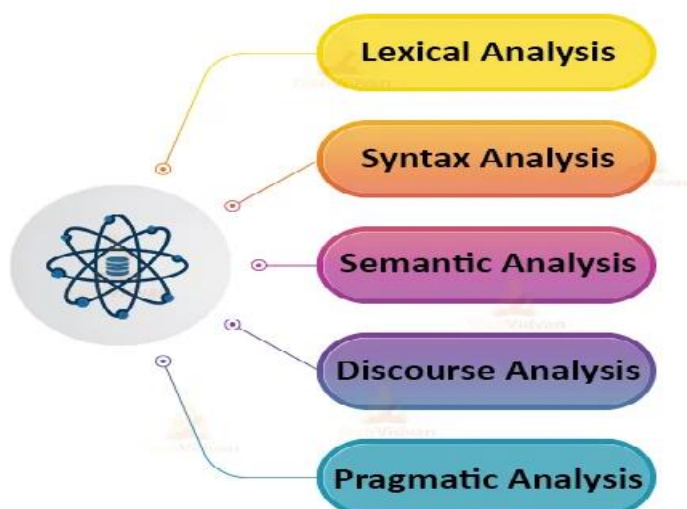 Lexical Analysis
Syntax Analysis
Semantic Analysis
Discourse Analysis
Pragmatic Analysis